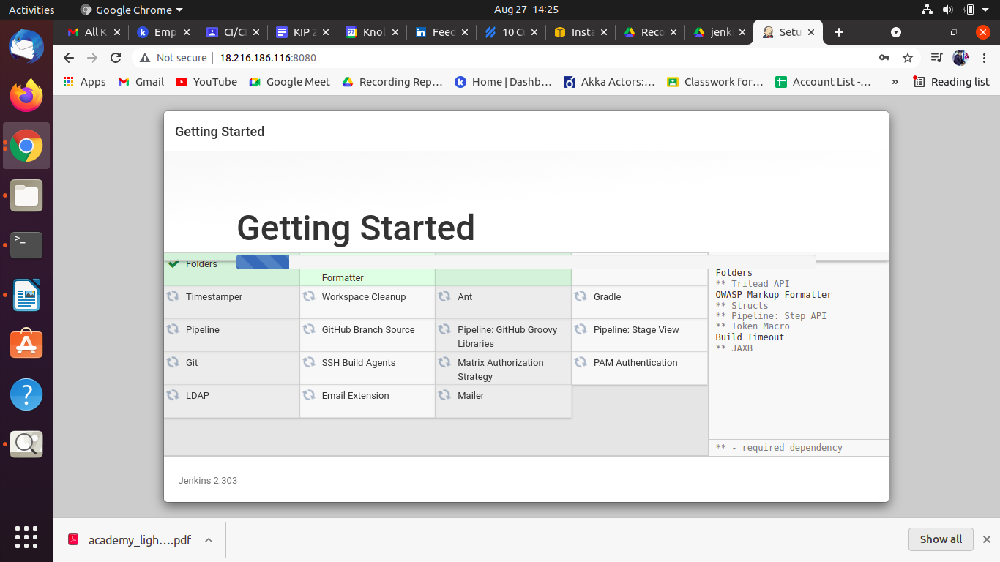 Activities
Google Chrome
Aug 27 14:25
All K
Emp
CI/CI
KIP 2
27
Knol
in
Feed
10 Cu
Insta
Reco
jenk
Setu
Not secure
18.216.186.116:8080
Apps
Gmail
YouTube
Google Meet
Recording Rep...
Home | Dashb...
Akka Actors:...
Classwork for...
Account List -...
»
Reading list
Getting Started
Getting Started
Folders
Formatter
Timestamper
Workspace Cleanup
Ant
Gradle
Pipeline
GitHub Branch Source
Pipeline: GitHub Groovy
Libraries
Pipeline: Stage View
Git
SSH Build Agents
Matrix Authorization
Strategy
PAM Authentication
LDAP
Email Extension
Mailer
Folders
** Trilead API
OWASP Markup Formatter
** Structs
** Pipeline: Step API
** Token Macro
Build Timeout
** JAXB
** - required dependency
Jenkins 2.303
academy_ligh....pdf
Show all